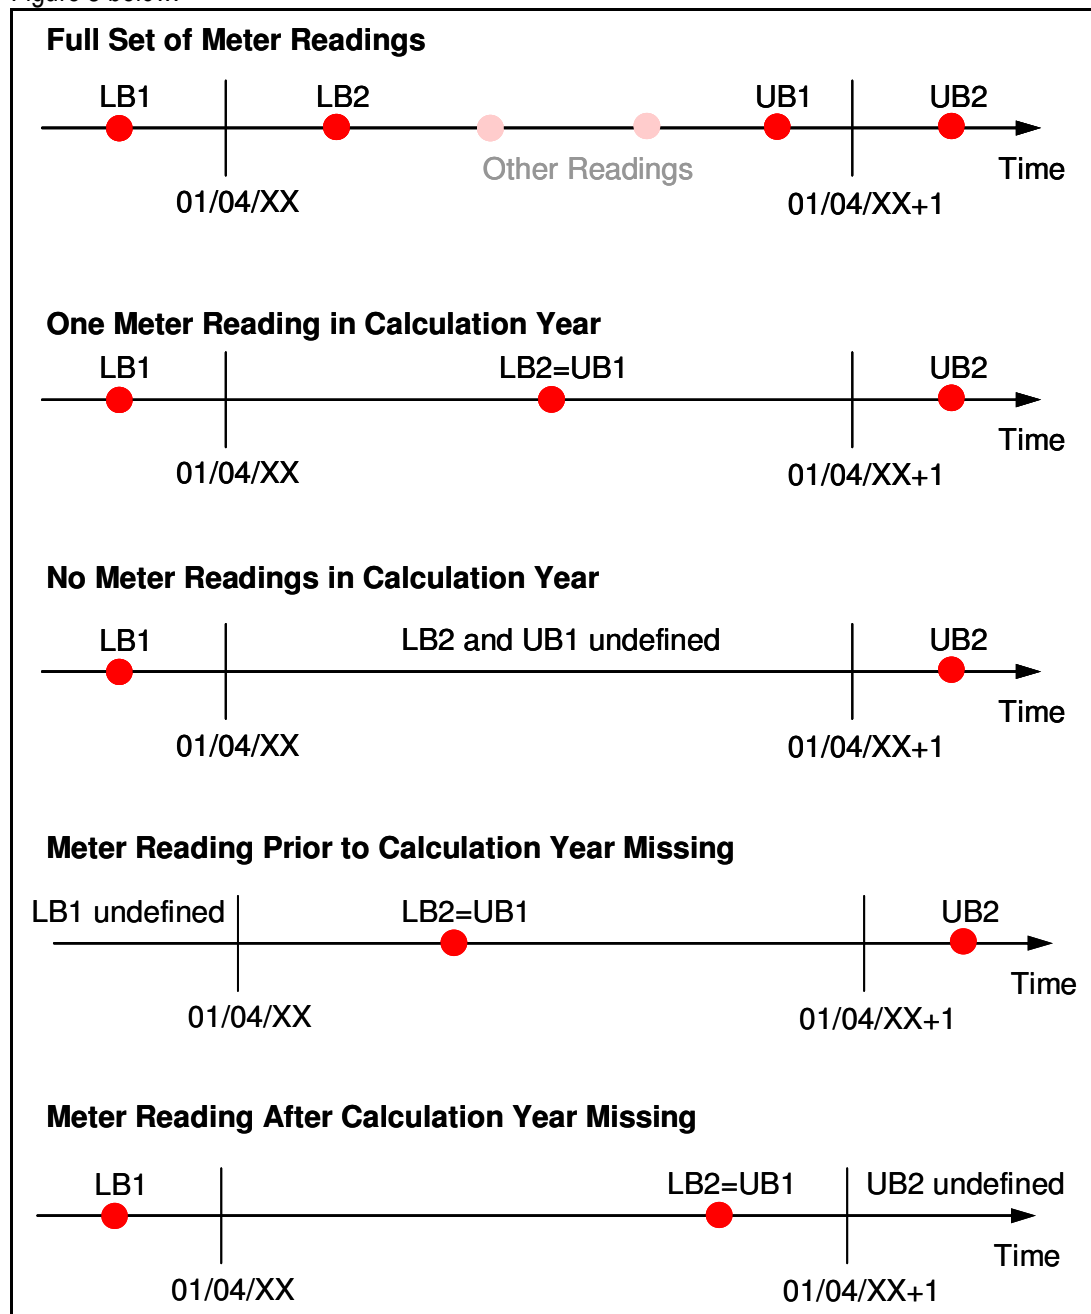 Full Set of Meter Readings
LB1 LB2 UB1 UB2
Other Readings Time
01/04/XX 01/04/XX+1
One Meter Reading in Calculation Year
LB1 LB2=UB1 UB2
Time
01/04/XX 01/04/XX+1
No Meter Readings in Calculation Year
LB1 LB2 and UB1 undefined UB2
Time
01/04/XX 01/04/XX+1
Meter Reading Prior to Calculation Year Missing
LB1 undefined LB2=UB1 UB2
Time
01/04/XX 01/04/XX+1
Meter Reading After Calculation Year Missing
LB1 LB2=UB1 UB2 undefined
Time
01/04/XX 01/04/XX+1